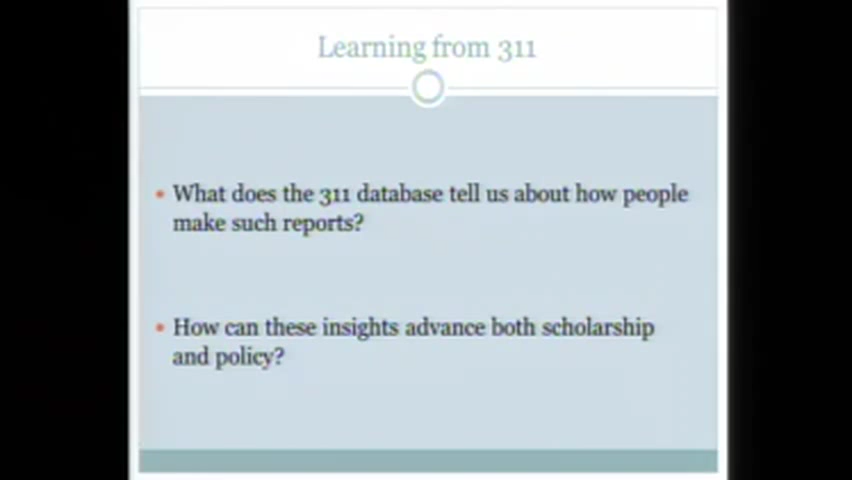 Learning from 311
• What does the 311 database tell us about how people
make such reports?
• How can these insights advance both scholarship
and policy?